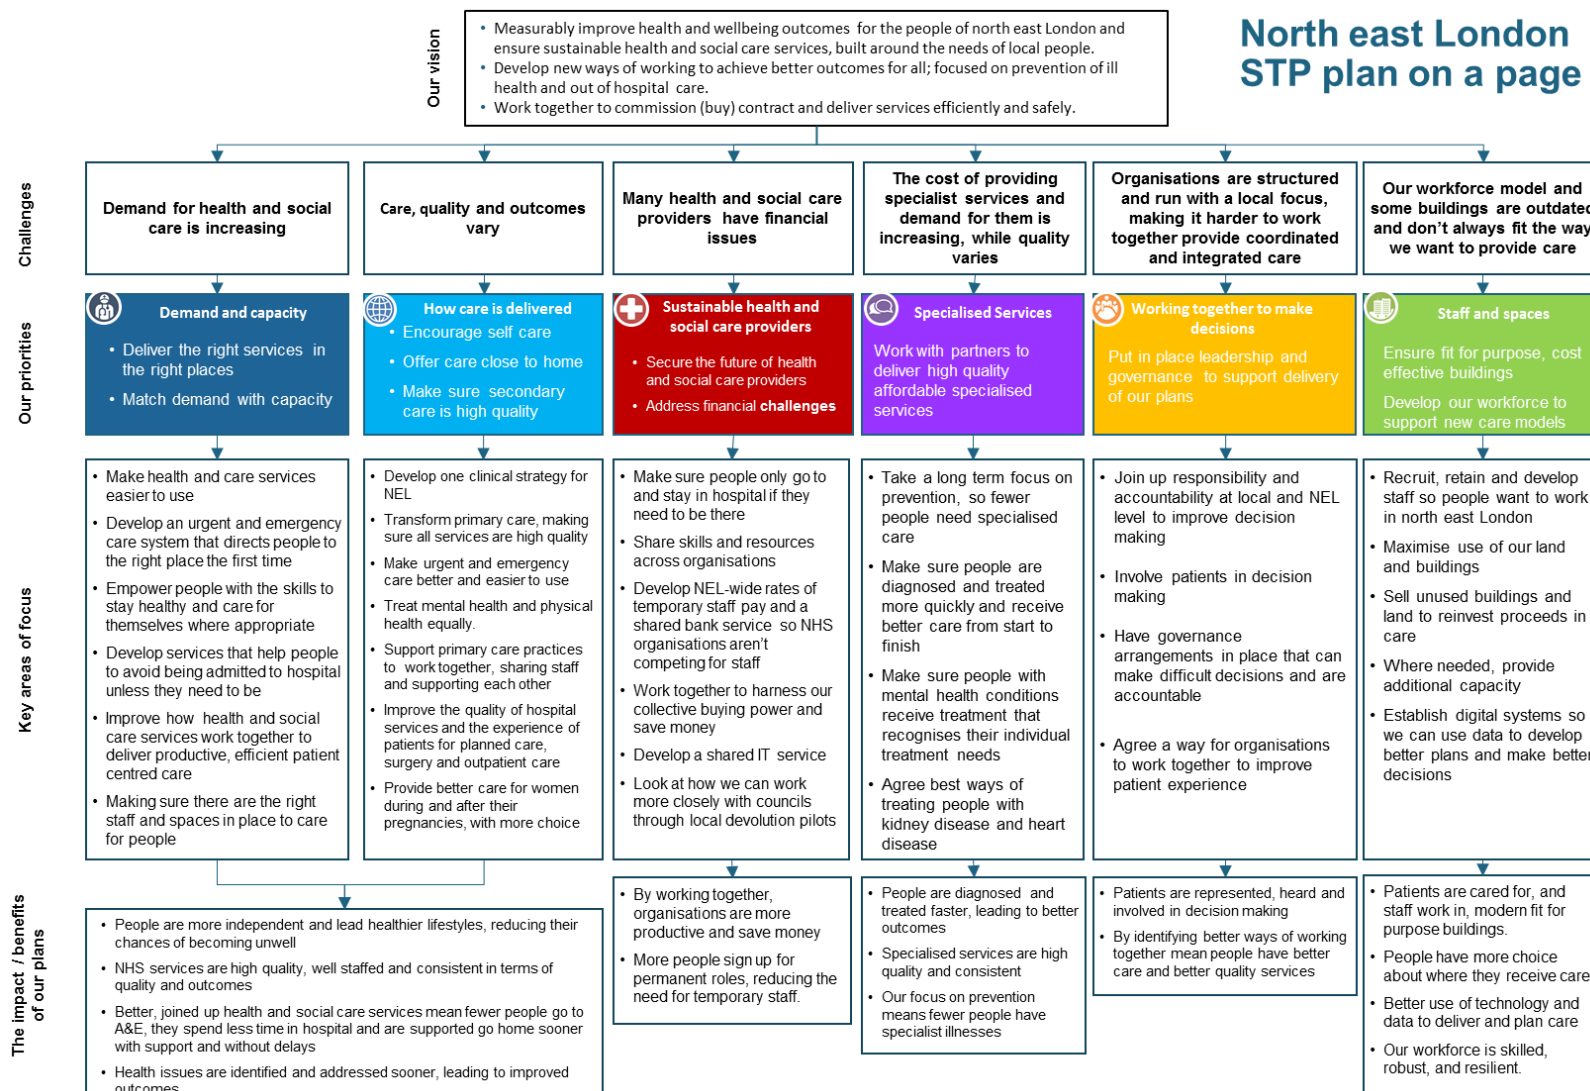 North east London
STP plan on a page
Our vision
• Measurably improve health and wellbeing outcomes for the people of north east London and
ensure sustainable health and social care services, built around the needs of local people.
• Develop new ways of working to achieve better outcomes for all; focused on prevention of ill
health and out of hospital care.
• Work together to commission (buy) contract and deliver services efficiently and safely.
Challenges
Demand for health and social
care is increasing
Care, quality and outcomes
vary
Many health and social care
providers have financial
issues
The cost of providing
specialist services and
demand for them is
increasing, while quality
varies
Organisations are structured
and run with a local focus,
making it harder to work
together provide coordinated
and integrated care
Our workforce model and
some buildings are outdated
and don't always fit the way
we want to provide care
Our priorities
Demand and capacity
• Deliver the right services in
the right places
• Match demand with capacity
How care is delivered
• Encourage self care
• Offer care close to home
• Make sure secondary
care is high quality
Sustainable health and
social care providers
• Secure the future of health
and social care providers
• Address financial challenges
Specialised Services
Work with partners to
deliver high quality
affordable specialised
services
Working together to make
decisions
Put in place leadership and
governance to support delivery
of our plans
Staff and spaces
Ensure fit for purpose, cost
effective buildings
Develop our workforce to
support new care models
Key areas of focus
• Make health and care services
easier to use
• Develop an urgent and emergency
care system that directs people to
the right place the first time
• Empower people with the skills to
stay healthy and care for
themselves where appropriate
• Develop services that help people
to avoid being admitted to hospital
unless they need to be
• Improve how health and social
care services work together to
deliver productive, efficient patient
centred care
• Making sure there are the right
staff and spaces in place to care
for people
• Develop one clinical strategy for
NEL
• Transform primary care, making
sure all services are high quality
• Make urgent and emergency
care better and easier to use
• Treat mental health and physical
health equally.
• Support primary care practices
to work together, sharing staff
and supporting each other
• Improve the quality of hospital
services and the experience of
patients for planned care,
surgery and outpatient care
• Provide better care for women
during and after their
pregnancies, with more choice
• Make sure people only go to
and stay in hospital if they
need to be there
• Share skills and resources
across organisations
• Develop NEL-wide rates of
temporary staff pay and a
shared bank service so NHS
organisations aren't
competing for staff
• Work together to harness our
collective buying power and
save money
• Develop a shared IT service
• Look at how we can work
more closely with councils
through local devolution pilots
• Take a long term focus on
prevention, so fewer
people need specialised
care
• Make sure people are
diagnosed and treated
more quickly and receive
better care from start to
finish
• Make sure people with
mental health conditions
receive treatment that
recognises their individual
treatment needs
• Agree best ways of
treating people with
kidney disease and heart
disease
• Join up responsibility and
accountability at local and NEL
level to improve decision
making
• Involve patients in decision
making
• Have governance
arrangements in place that can
make difficult decisions and are
accountable
• Agree a way for organisations
to work together to improve
patient experience
• Recruit, retain and develop
staff so people want to work
in north east London
• Maximise use of our land
and buildings
• Sell unused buildings and
land to reinvest proceeds in
care
• Where needed, provide
additional capacity
• Establish digital systems so
we can use data to develop
better plans and make better
decisions
The impact / benefits
of our plans
• People are more independent and lead healthier lifestyles, reducing their
chances of becoming unwell
• NHS services are high quality, well staffed and consistent in terms of
quality and outcomes
• Better, joined up health and social care services mean fewer people go to
A&E, they spend less time in hospital and are supported go home sooner
with support and without delays
• Health issues are identified and addressed sooner, leading to improved
outcomes
• By working together,
organisations are more
productive and save money
• More people sign up for
permanent roles, reducing the
need for temporary staff.
• People are diagnosed and
treated faster, leading to better
outcomes
• Specialised services are high
quality and consistent
• Our focus on prevention
means fewer people have
specialist illnesses
• Patients are represented, heard and
involved in decision making
• By identifying better ways of working
together mean people have better
care and better quality services
• Patients are cared for, and
staff work in, modern fit for
purpose buildings.
• People have more choice
about where they receive care
• Better use of technology and
data to deliver and plan care
• Our workforce is skilled,
robust, and resilient.